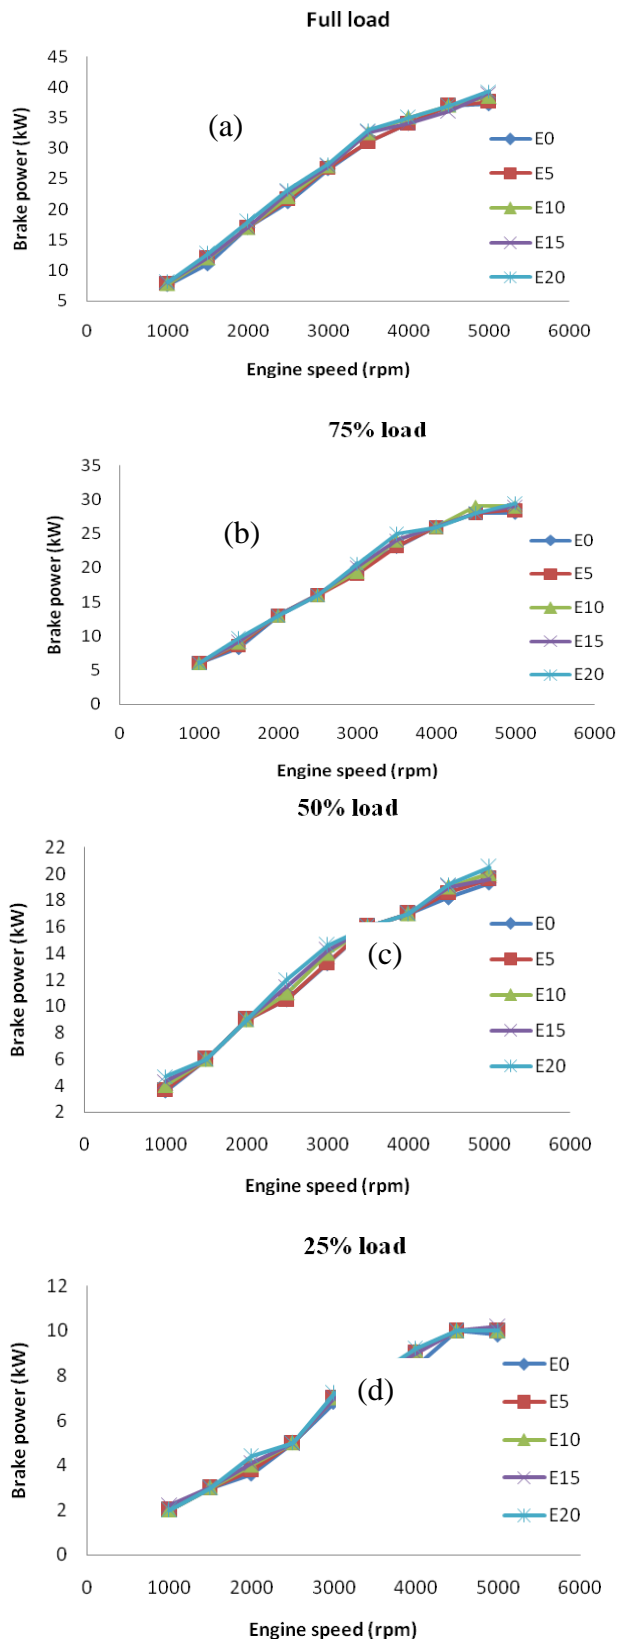 Full load
45
40
35
30
25
20
15
10
5
Brake power (kW)
(a)
E0
E5
E10
E15
E20
0 1000 2000 3000 4000 5000 6000
Engine speed (rpm)
75% load
35
30
25
20
15
10
5
0
Brake power (kW)
(b)
E0
E5
E10
E15
E20
0 1000 2000 3000 4000 5000 6000
Engine speed (rpm)
50% load
22
20
18
16
14
12
10
8
6
4
2
Brake power (kW)
(c)
E0
E5
E10
E15
E20
0 1000 2000 3000 4000 5000 6000
Engine speed (rpm)
25% load
12
10
8
6
4
2
0
Brake power (kW)
(d)
E0
E5
E10
E15
E20
0 1000 2000 3000 4000 5000 6000
Engine speed (rpm)